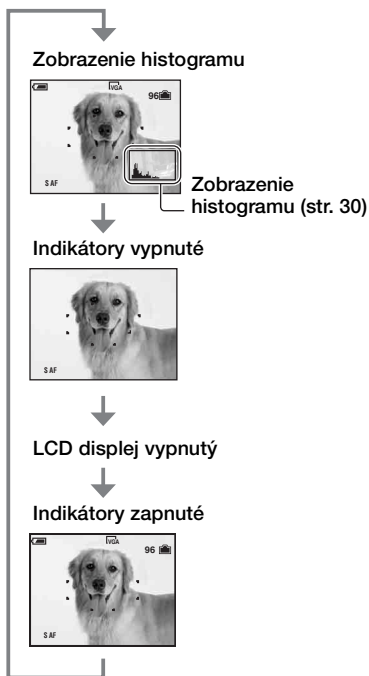 Zobrazenie histogramu
VGA
96
S AF
Zobrazenie
histogramu (str. 30)
Indikátory vypnuté
S AF
LCD displej vypnutý
Indikátory zapnuté
VGA
96
S AF